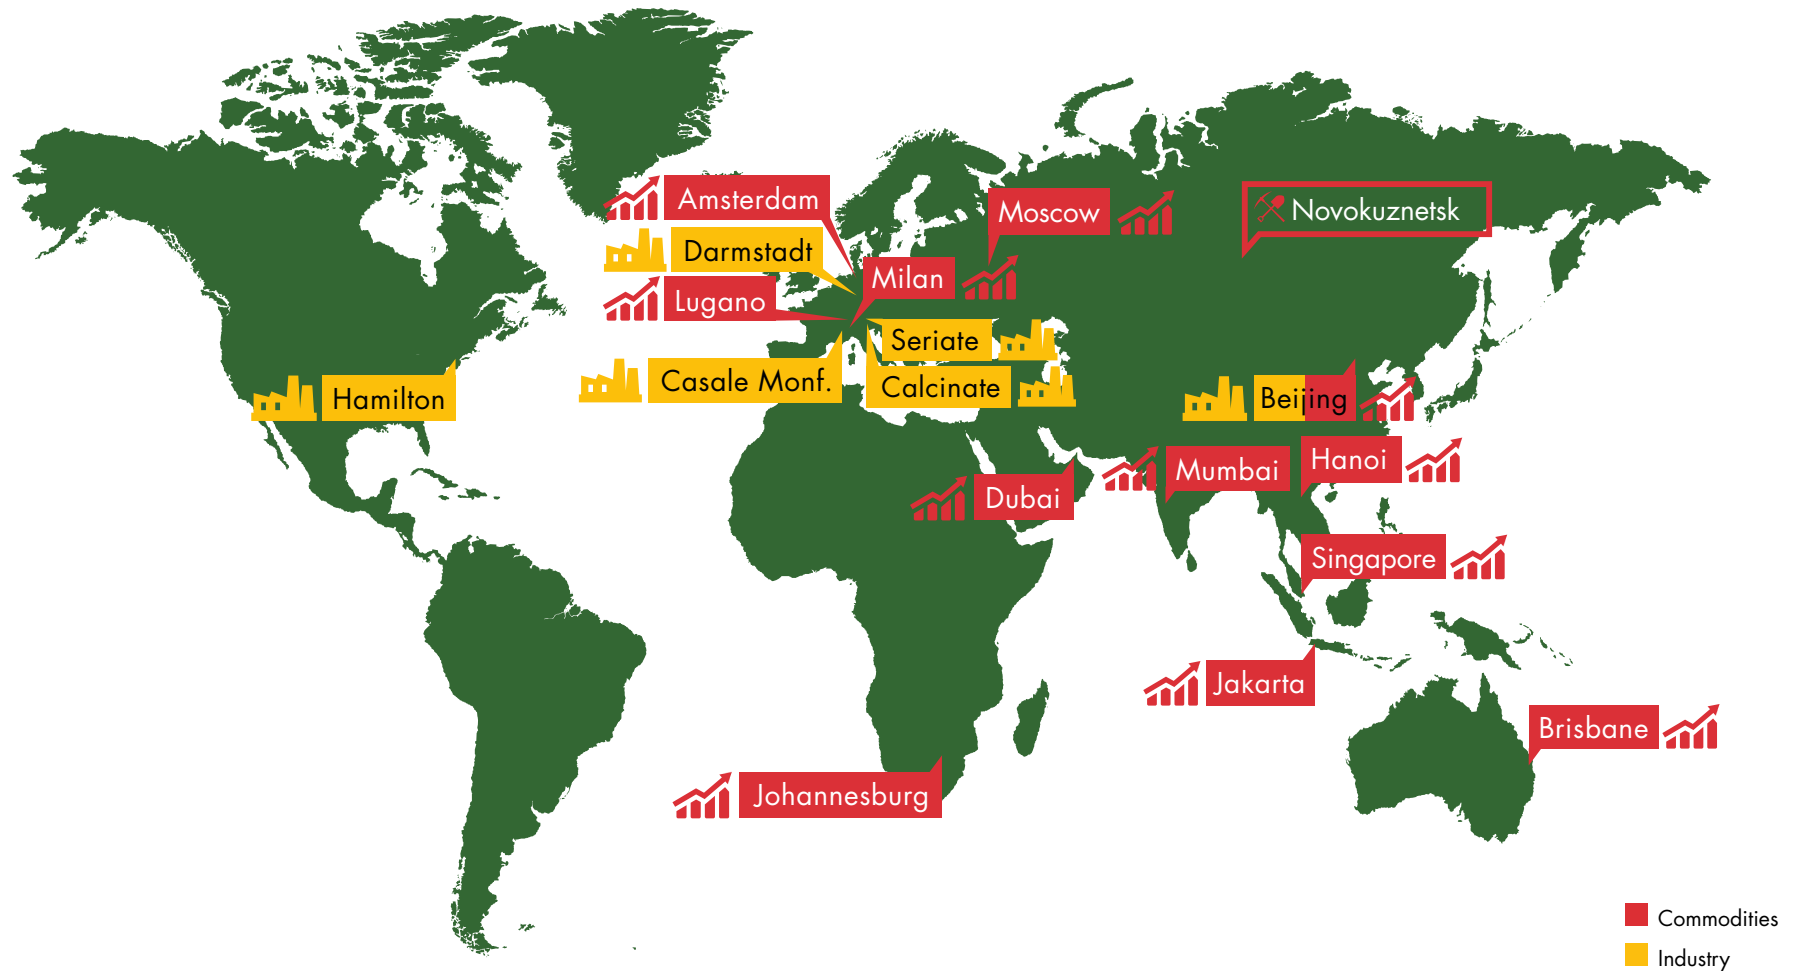 Amsterdam
Moscow
Novokuznetsk
Darmstadt
Milan
Lugano
Seriate
Casale Monf.
Calcinate
Hamilton
Beijing
Mumbai
Hanoi
Dubai
Singapore
Jakarta
Brisbane
Johannesburg
Commodities
Industry